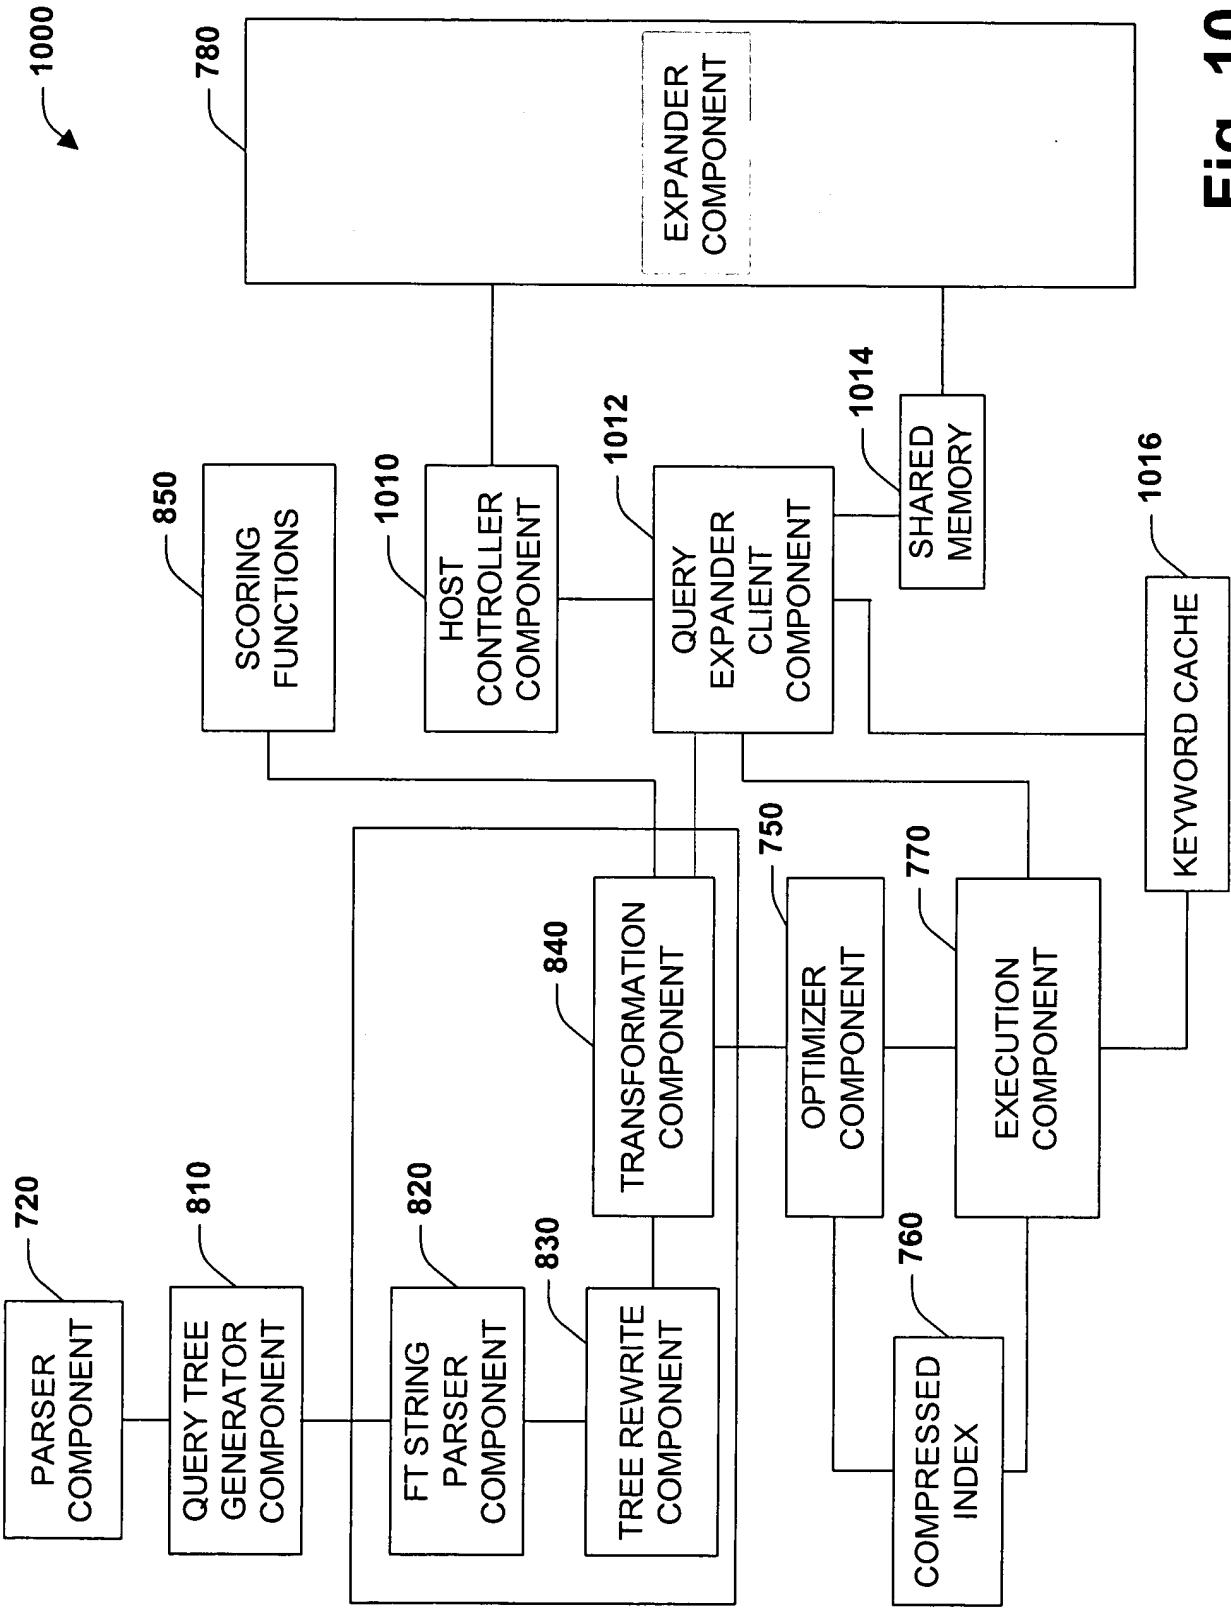 1000
720
PARSER
COMPONENT
810
QUERY TREE
GENERATOR
COMPONENT
820
FT STRING
PARSER
COMPONENT
830
TREE REWRITE
COMPONENT
840
TRANSFORMATION
COMPONENT
850
SCORING
FUNCTIONS
1010
HOST
CONTROLLER
COMPONENT
1012
QUERY
EXPANDER
CLIENT
COMPONENT
1014
SHARED
MEMORY
780
EXPANDER
COMPONENT
750
OPTIMIZER
COMPONENT
760
COMPRESSED
INDEX
770
EXECUTION
COMPONENT
1016
KEYWORD CACHE
Fig. 10